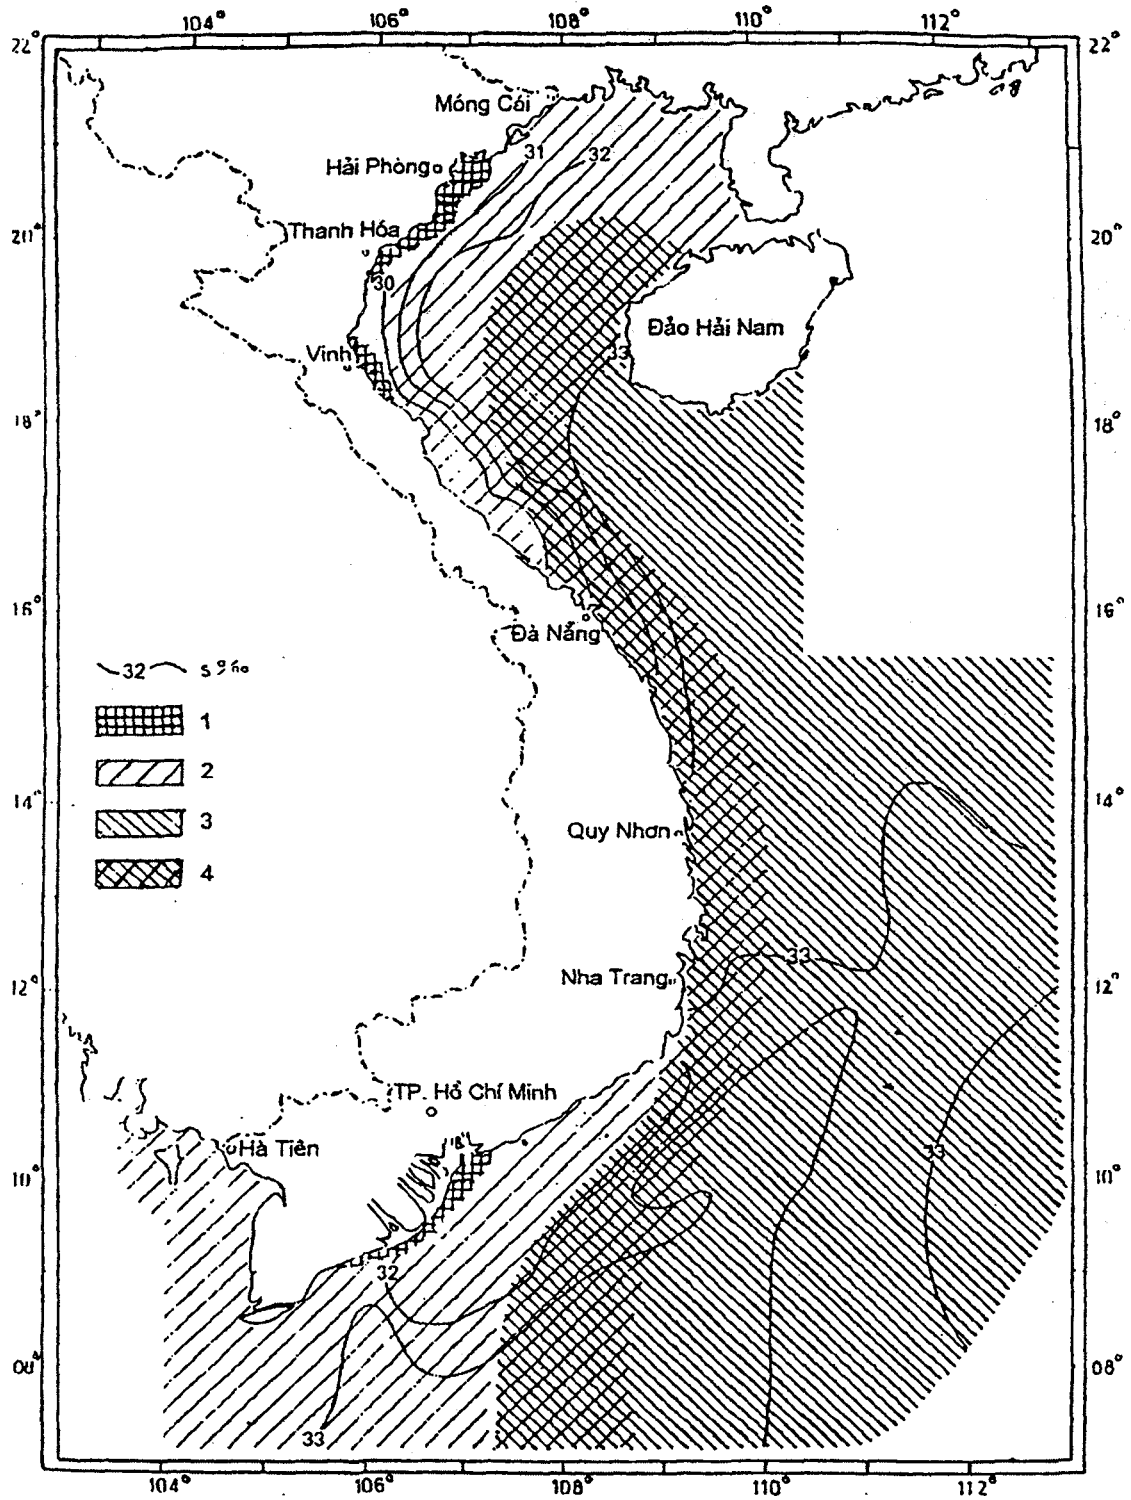 104° 106° 108° 110° 112°
22° 22°
Móng Cái
31 32
Hải Phòng
Thanh Hóa
20° 20°
30
Đảo Hải Nam
Vinh
33
18° 18°
16° 16°
Đà Nẵng
32 S‰
1
2
3
4
14° 14°
Quy Nhơn
33
Nha Trang
12° 12°
TP. Hồ Chí Minh
Hà Tiên
33
10° 10°
32
08° 08°
33
104° 106° 108° 110° 112°